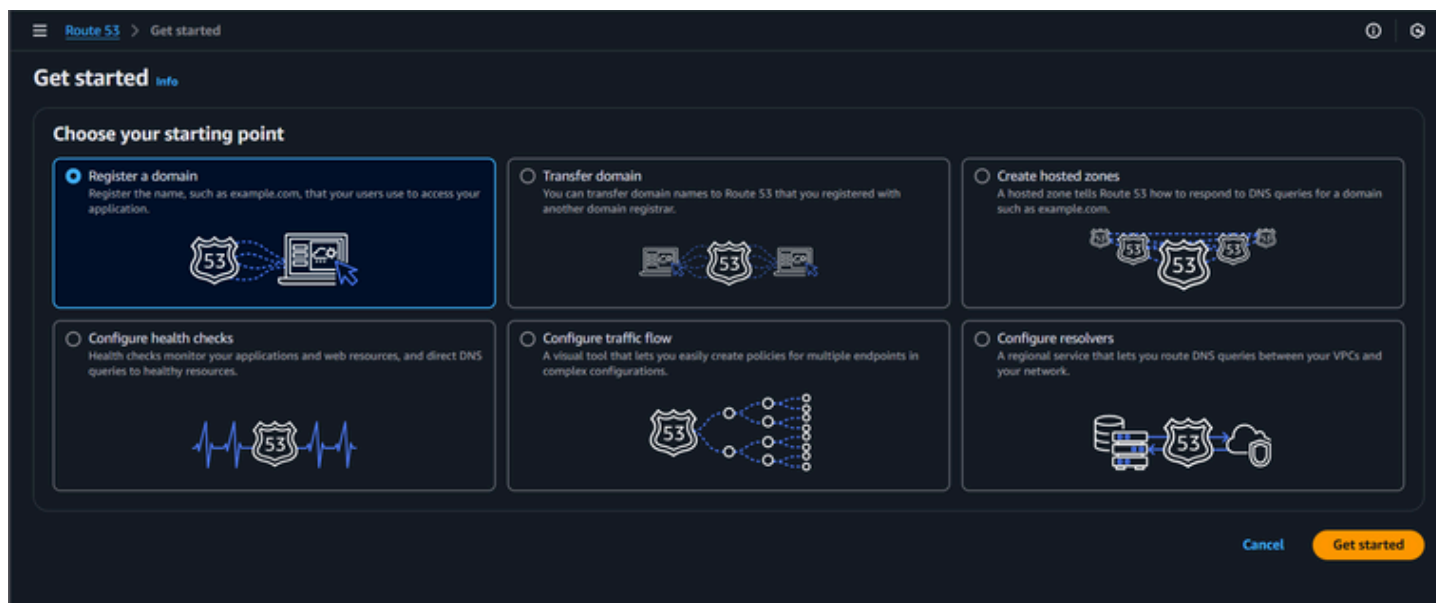 Route 53 > Get started
Get started Info
Choose your starting point
Register a domain
Register the name, such as example.com, that your users use to access your
application.
53
Transfer domain
You can transfer domain names to Route 53 that you registered with
another domain registrar.
53
Create hosted zones
A hosted zone tells Route 53 how to respond to DNS queries for a domain
such as example.com.
53 53 53 53 53
Configure health checks
Health checks monitor your applications and web resources, and direct DNS
queries to healthy resources.
53
Configure traffic flow
A visual tool that lets you easily create policies for multiple endpoints in
complex configurations.
53
Configure resolvers
A regional service that lets you route DNS queries between your VPCs and
your network.
53
Cancel Get started